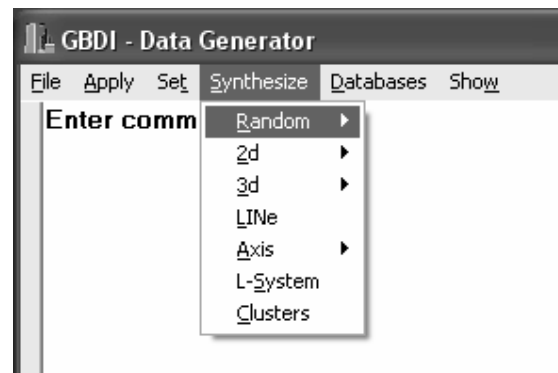 GBDI - Data Generator
File Apply Set Synthesize Databases Show
Enter comm
Random
2d
3d
LINe
Axis
L-System
Clusters